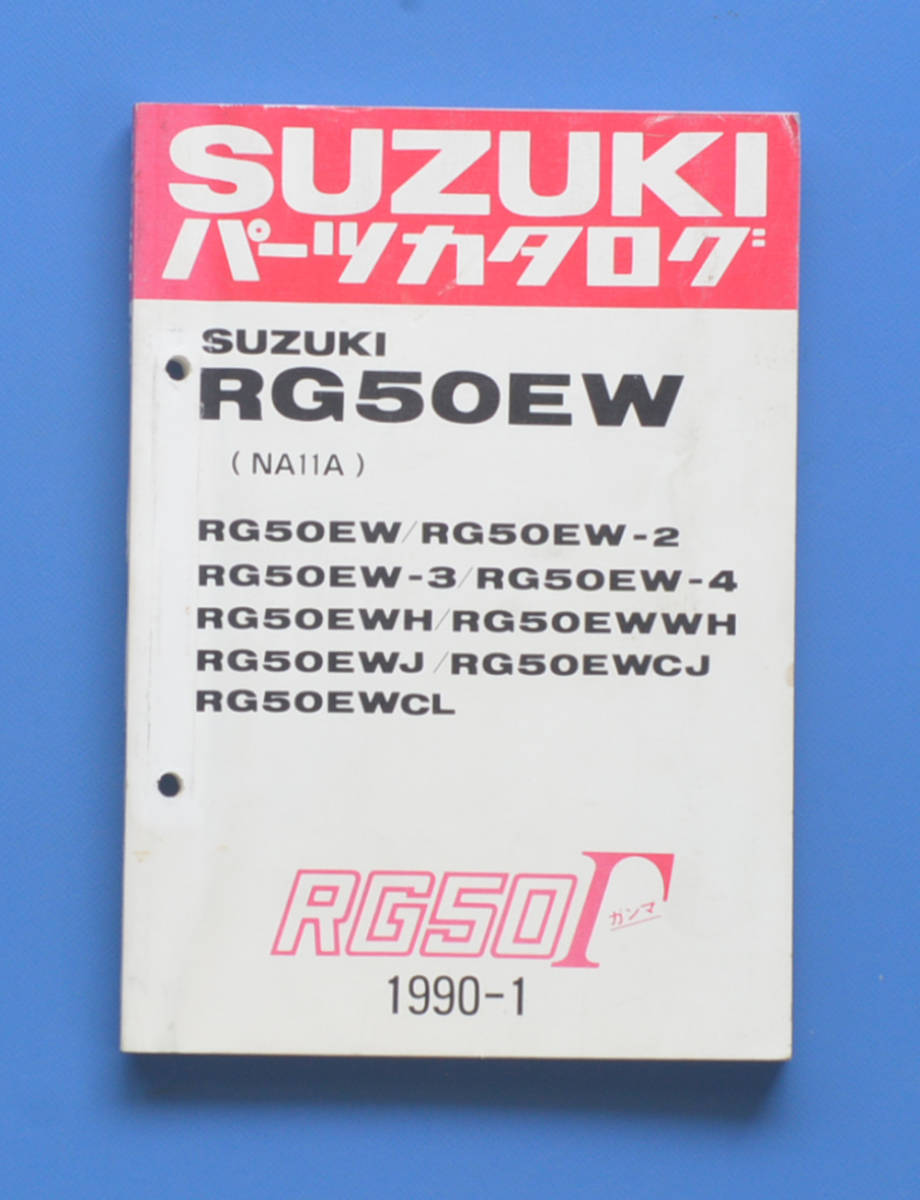 SUZUKI
パーツカタログ
SUZUKI
RG50EW
( NA11A )
RG50EW/RG50EW-2
RG50EW-3/RG50EW-4
RG50EWH/RG50EWWH
RG50EWJ/RG50EWCJ
RG50EWCL
RG50Γ
ガンマ
1990-1